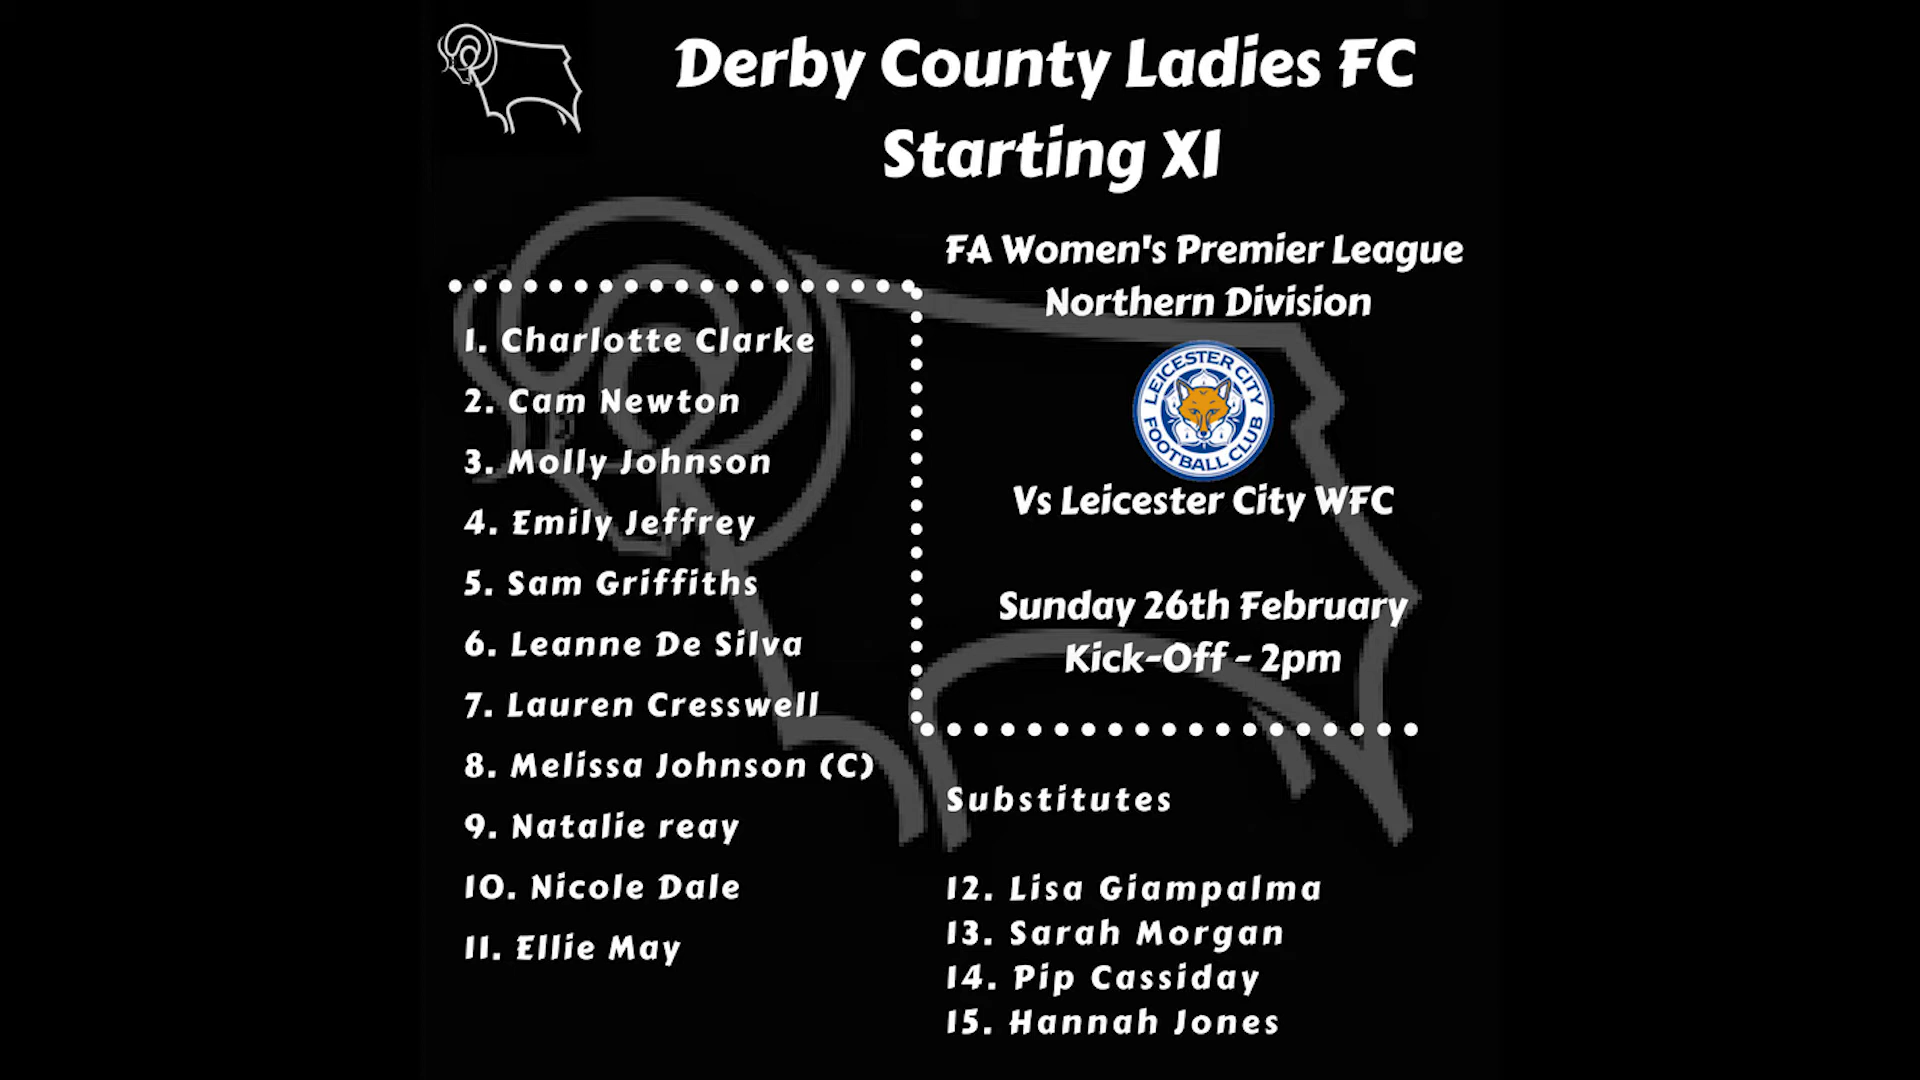 Derby County Ladies FC
Starting XI
FA Women's Premier League
Northern Division
LEICESTER CITY
FOOTBALL CLUB
Vs Leicester City WFC
Sunday 26th February
Kick-Off - 2pm
1. Charlotte Clarke
2. Cam Newton
3. Molly Johnson
4. Emily Jeffrey
5. Sam Griffiths
6. Leanne De Silva
7. Lauren Cresswell
8. Melissa Johnson (C)
9. Natalie reay
10. Nicole Dale
11. Ellie May
Substitutes
12. Lisa Giampalma
13. Sarah Morgan
14. Pip Cassiday
15. Hannah Jones